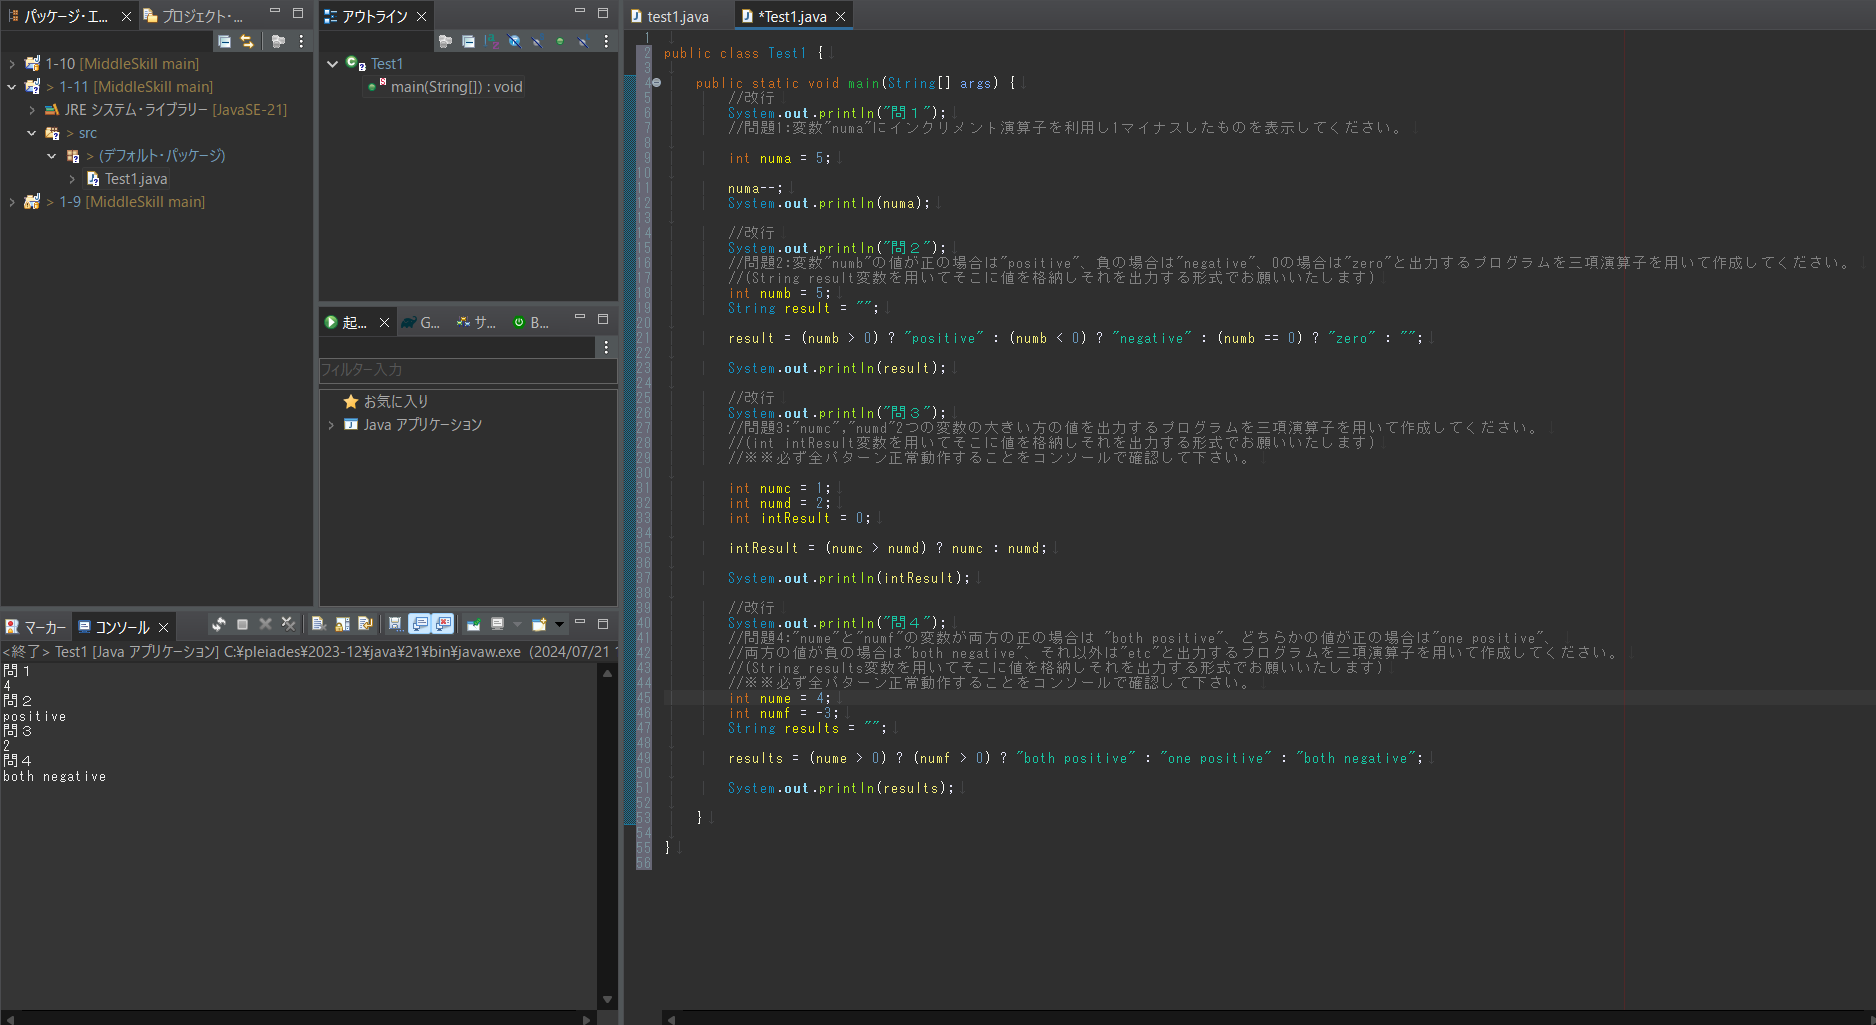 パッケージ・エ...
プロジェクト・...
1-10 [MiddleSkill main]
> 1-11 [MiddleSkill main]
JRE システム・ライブラリー [JavaSE-21]
> src
> (デフォルト・パッケージ)
Test1.java
> 1-9 [MiddleSkill main]
アウトライン
Test1
main(String[]) : void
起...
G...
サ...
B...
フィルター入力
お気に入り
Java アプリケーション
マーカー
コンソール
<終了> Test1 [Java アプリケーション] C:¥pleiades¥2023-12¥java¥21¥bin¥javaw.exe (2024/07/21 1
問１
4
問２
positive
問３
2
問４
both negative
test1.java
*Test1.java
1
2 public class Test1 {
3
4 public static void main(String[] args) {
5 //改行
6 System.out.println("問１");
7 //問題1:変数"numa"にインクリメント演算子を利用し1マイナスしたものを表示してください。
8
9 int numa = 5;
10
11 numa--;
12 System.out.println(numa);
13
14 //改行
15 System.out.println("問２");
16 //問題2:変数"numb"の値が正の場合は"positive"、負の場合は"negative"、0の場合は"zero"と出力するプログラムを三項演算子を用いて作成してください。
17 //(String result変数を用いてそこに値を格納しそれを出力する形式でお願いいたします)
18 int numb = 5;
19 String result = "";
20
21 result = (numb > 0) ? "positive" : (numb < 0) ? "negative" : (numb == 0) ? "zero" : "";
22
23 System.out.println(result);
24
25 //改行
26 System.out.println("問３");
27 //問題3:"numc","numd"2つの変数の大きい方の値を出力するプログラムを三項演算子を用いて作成してください。
28 //(int intResult変数を用いてそこに値を格納しそれを出力する形式でお願いいたします)
29 //※※必ず全パターン正常動作することをコンソールで確認して下さい。
30
31 int numc = 1;
32 int numd = 2;
33 int intResult = 0;
34
35 intResult = (numc > numd) ? numc : numd;
36
37 System.out.println(intResult);
38
39 //改行
40 System.out.println("問４");
41 //問題4:"nume"と"numf"の変数が両方の正の場合は "both positive"、どちらかの値が正の場合は"one positive"、
42 //両方の値が負の場合は"both negative"、それ以外は"etc"と出力するプログラムを三項演算子を用いて作成してください。
43 //(String results変数を用いてそこに値を格納しそれを出力する形式でお願いいたします)
44 //※※必ず全パターン正常動作することをコンソールで確認して下さい。
45 int nume = 4;
46 int numf = -3;
47 String results = "";
48
49 results = (nume > 0) ? (numf > 0) ? "both positive" : "one positive" : "both negative";
50
51 System.out.println(results);
52
53 }
54
55 }
56